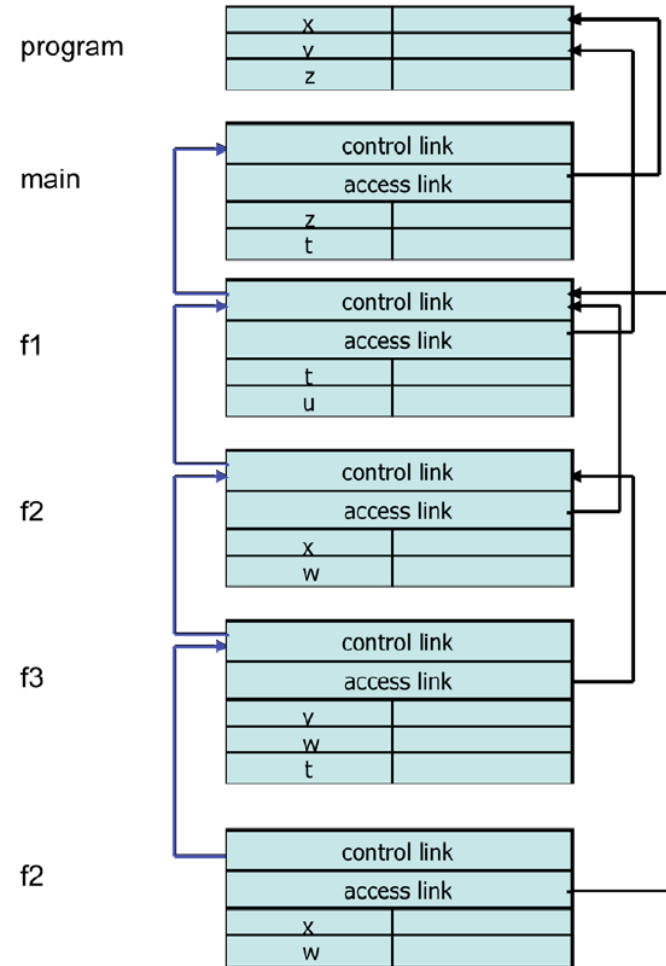 program
x
y
z
main
control link
access link
z
t
f1
control link
access link
t
u
f2
control link
access link
x
w
f3
control link
access link
y
w
t
f2
control link
access link
x
w